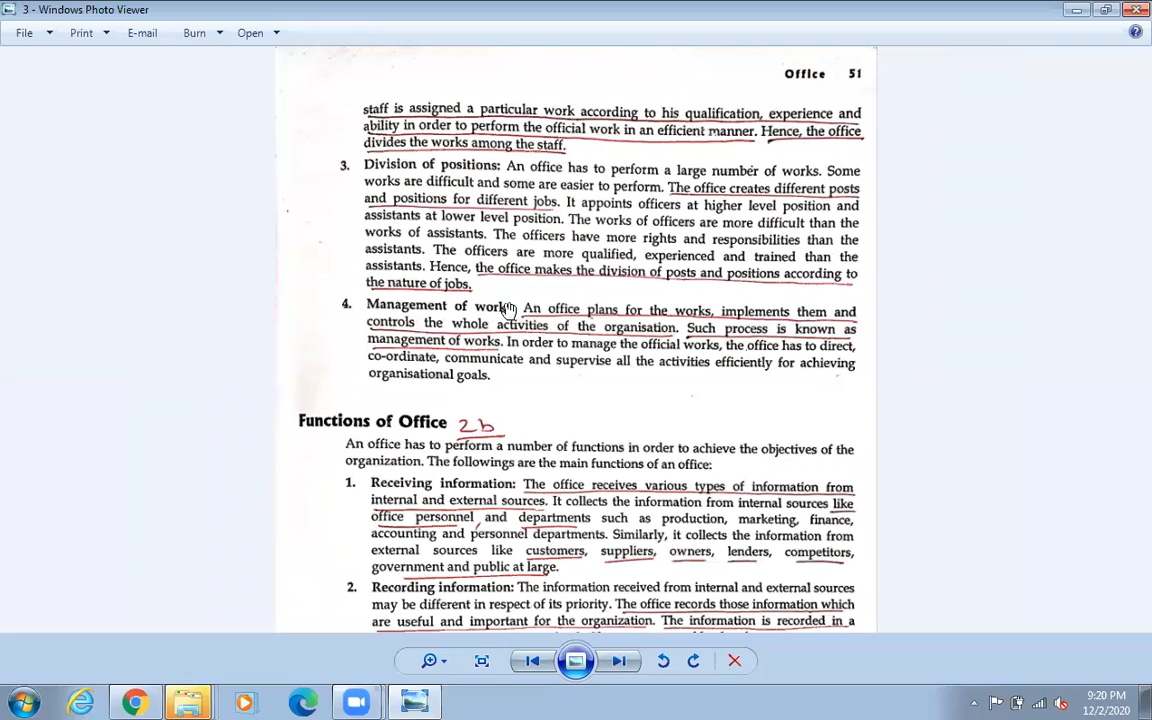 3 - Windows Photo Viewer
File Print E-mail Burn Open
Office 51
staff is assigned a particular work according to his qualification, experience and
ability in order to perform the official work in an efficient manner. Hence, the office
divides the works among the staff.
3. Division of positions: An office has to perform a large number of works. Some
works are difficult and some are easier to perform. The office creates different posts
and positions for different jobs. It appoints officers at higher level position and
assistants at lower level position. The works of officers are more difficult than the
works of assistants. The officers have more rights and responsibilities than the
assistants. The officers are more qualified, experienced and trained than the
assistants. Hence, the office makes the division of posts and positions according to
the nature of jobs.
4. Management of work An office plans for the works, implements them and
controls the whole activities of the organisation. Such process is known as
management of works. In order to manage the official works, the office has to direct,
co-ordinate, communicate and supervise all the activities efficiently for achieving
organisational goals.
Functions of Office 2b
An office has to perform a number of functions in order to achieve the objectives of the
organization. The followings are the main functions of an office:
1. Receiving information: The office receives various types of information from
internal and external sources. It collects the information from internal sources like
office personnel and departments such as production, marketing, finance,
accounting and personnel departments. Similarly, it collects the information from
external sources like customers, suppliers, owners, lenders, competitors,
government and public at large.
2. Recording information: The information received from internal and external sources
may be different in respect of its priority. The office records those information which
are useful and important for the organization. The information is recorded in a
9:20 PM
12/2/2020